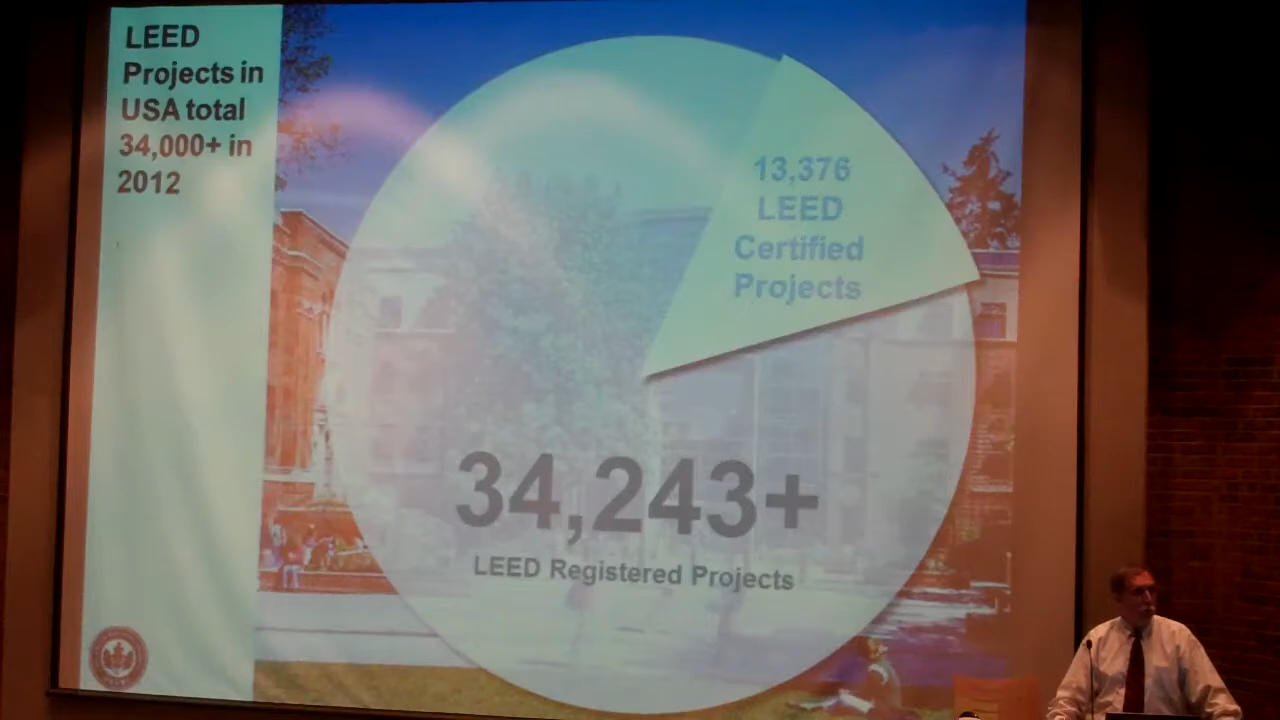 LEED
Projects in
USA total
34,000+ in
2012
13,376
LEED
Certified
Projects
34,243+
LEED Registered Projects